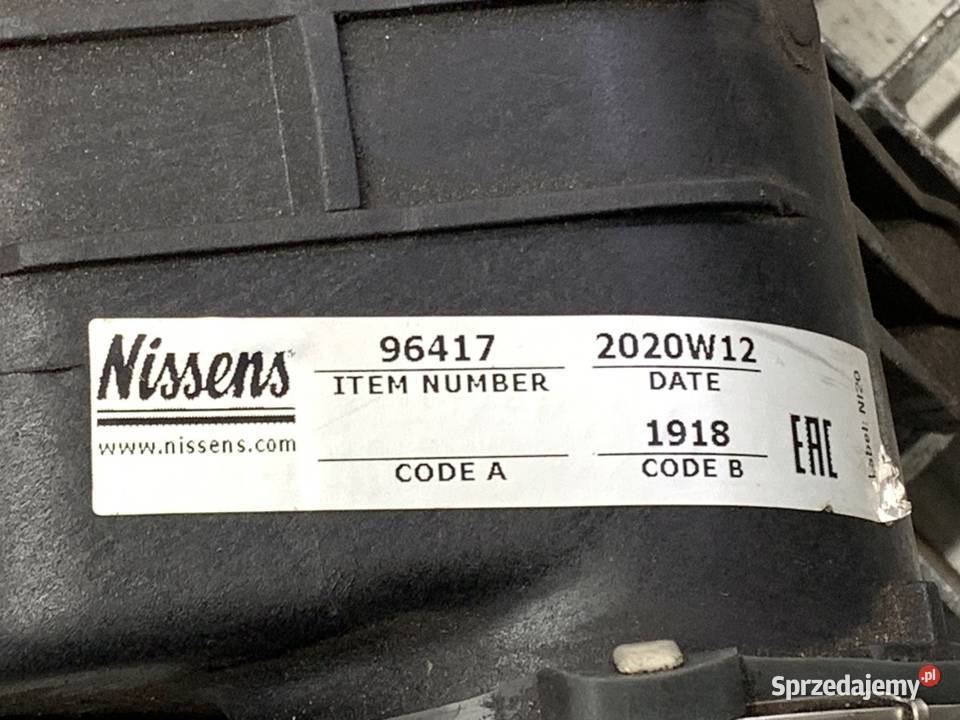 Nissens
www.nissens.com
96417
ITEM NUMBER
CODE A
2020W12
DATE
1918
CODE B
EAC
Label: NI20
Sprzedajemy.pl